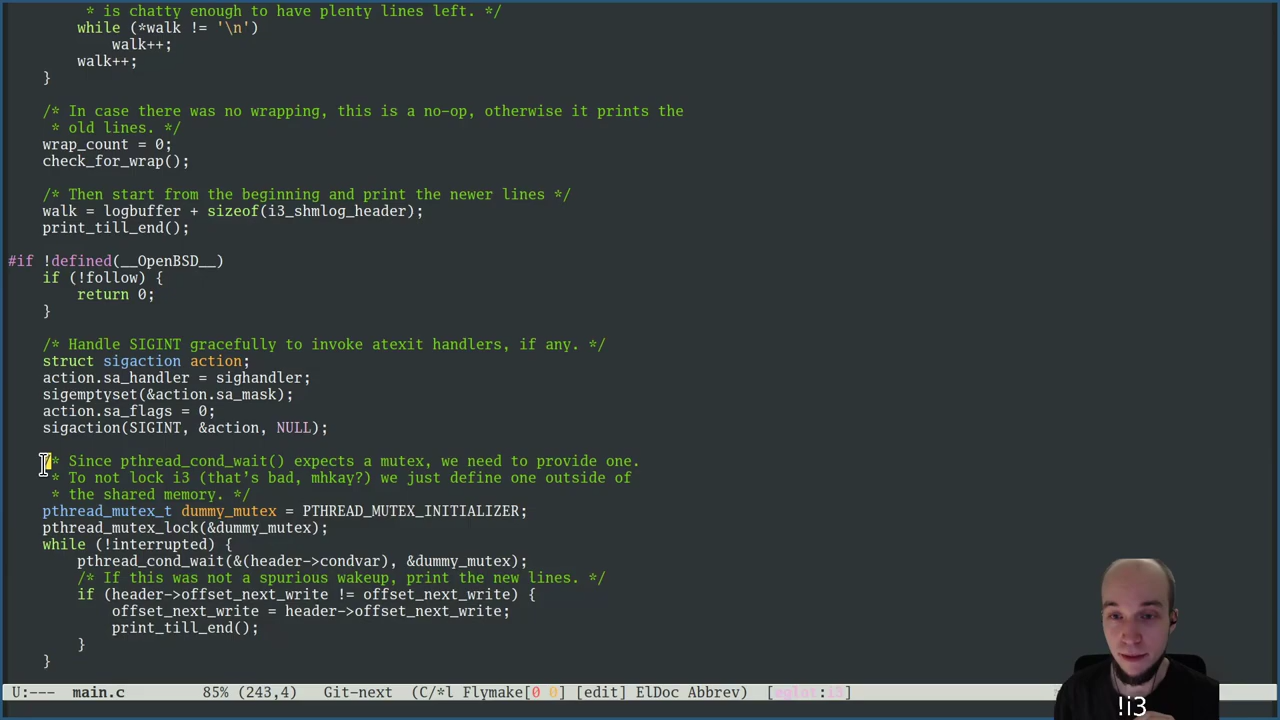 * is chatty enough to have plenty lines left. */
while (*walk != '\n')
walk++;
walk++;
}
/* In case there was no wrapping, this is a no-op, otherwise it prints the
* old lines. */
wrap_count = 0;
check_for_wrap();
/* Then start from the beginning and print the newer lines */
walk = logbuffer + sizeof(i3_shmlog_header);
print_till_end();
#if !defined(__OpenBSD__)
if (!follow) {
return 0;
}
/* Handle SIGINT gracefully to invoke atexit handlers, if any. */
struct sigaction action;
action.sa_handler = sighandler;
sigemptyset(&action.sa_mask);
action.sa_flags = 0;
sigaction(SIGINT, &action, NULL);
/* Since pthread_cond_wait() expects a mutex, we need to provide one.
* To not lock i3 (that's bad, mhkay?) we just define one outside of
* the shared memory. */
pthread_mutex_t dummy_mutex = PTHREAD_MUTEX_INITIALIZER;
pthread_mutex_lock(&dummy_mutex);
while (!interrupted) {
pthread_cond_wait(&(header->condvar), &dummy_mutex);
/* If this was not a spurious wakeup, print the new lines. */
if (header->offset_next_write != offset_next_write) {
offset_next_write = header->offset_next_write;
print_till_end();
}
}
U:--- main.c 85% (243,4) Git-next (C/*l Flymake[0 0] [edit] ElDoc Abbrev) [eglot:i3]
!i3